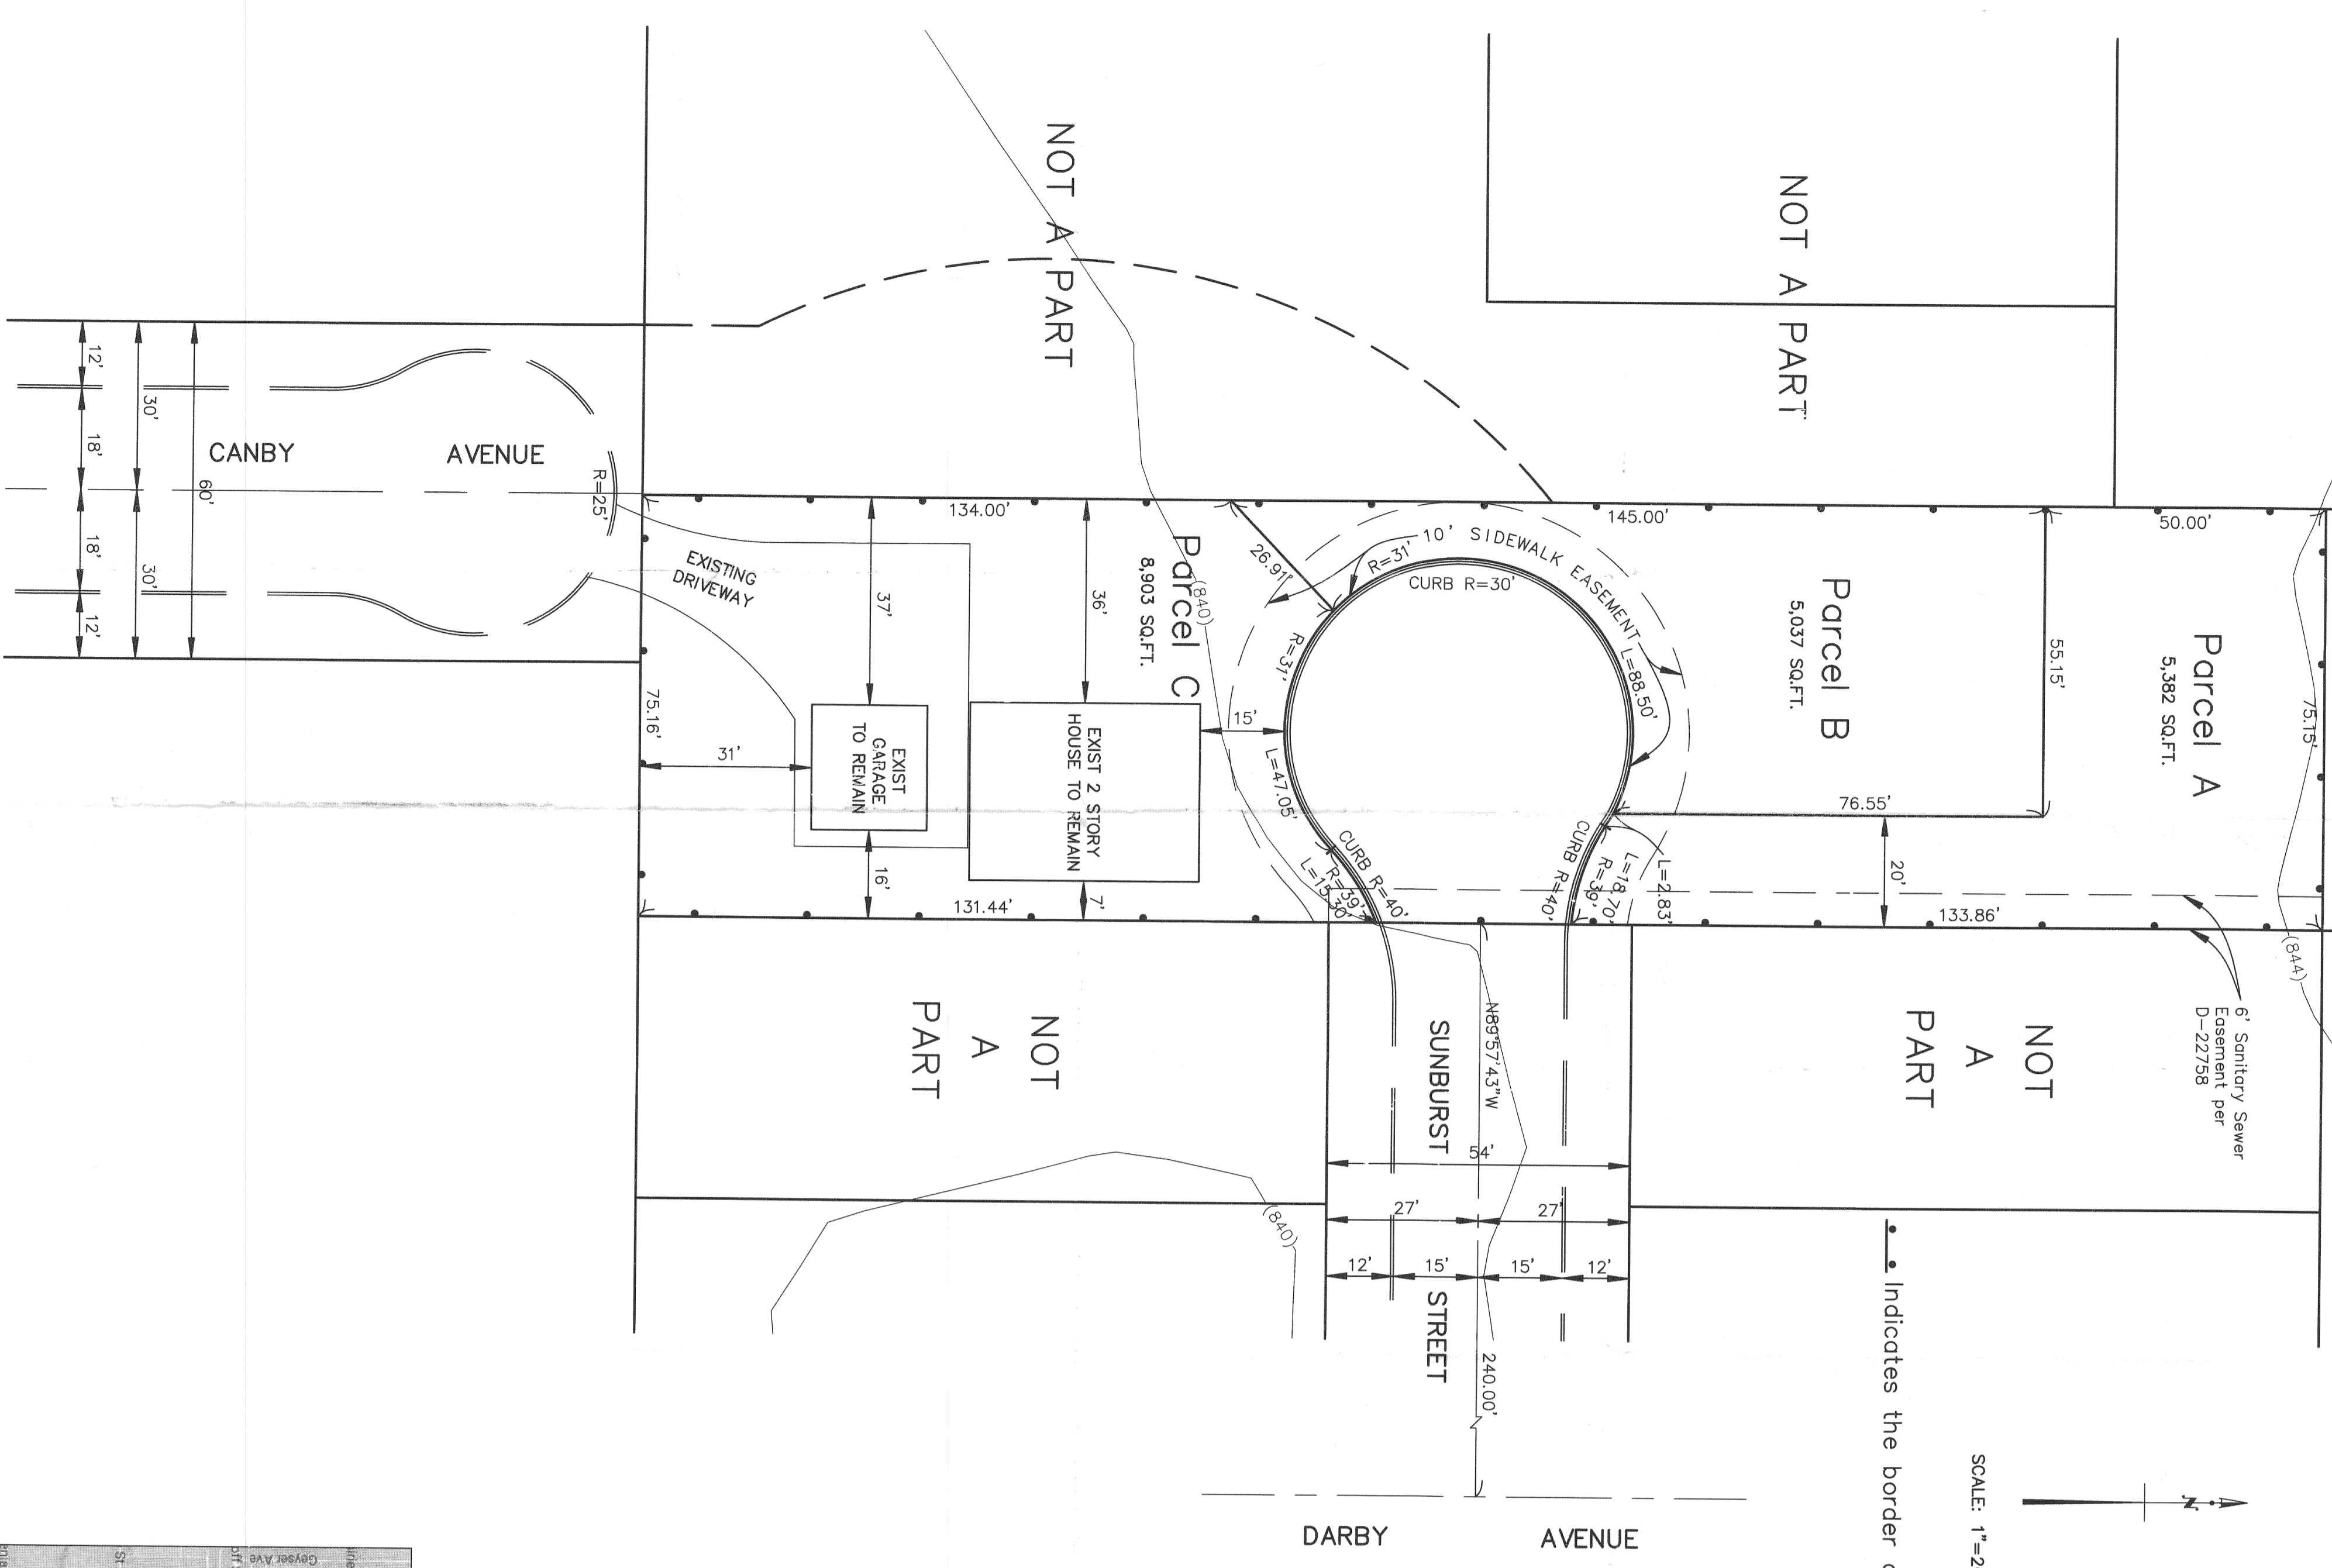 NOT A PART
NOT A PART
12'
30'
18'
60'
18'
30'
12'
CANBY AVENUE
R=25'
134.00'
145.00'
50.00'
EXISTING
DRIVEWAY
37'
36'
Parcel C
8,903 SQ.FT.
(840)
26.91'
10' SIDEWALK EASEMENT
R=31'
CURB R=30'
L=88.50'
R=31'
L=47.05'
Parcel B
5,037 SQ.FT.
55.15'
Parcel A
5,382 SQ.FT.
75.15'
75.16'
31'
EXIST
GARAGE
TO REMAIN
16'
EXIST 2 STORY
HOUSE TO REMAIN
15'
7'
131.44'
CURB R=40'
R=39'
L=15.30'
CURB R=40'
R=39'
L=18.70'
L=2.83'
76.55'
20'
133.86'
(844)
6' Sanitary Sewer
Easement per
D-22758
NOT
A
PART
NOT
A
PART
N89°57'43"W
SUNBURST STREET
54'
27'
27'
12'
15'
15'
12'
240.00'
(840)
Indicates the border
SCALE: 1"=2
N
DARBY AVENUE
Geyser Ave
St